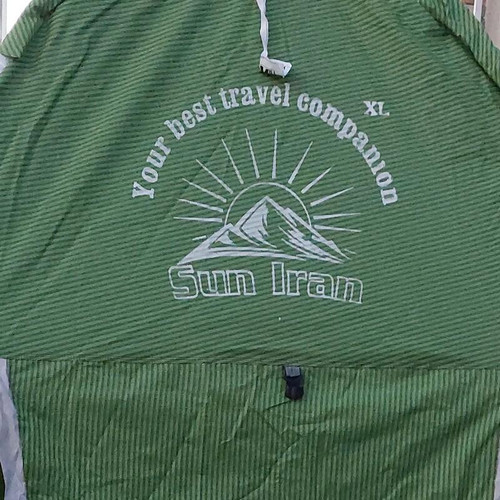 Your best travel companion
XL
Sun Iran